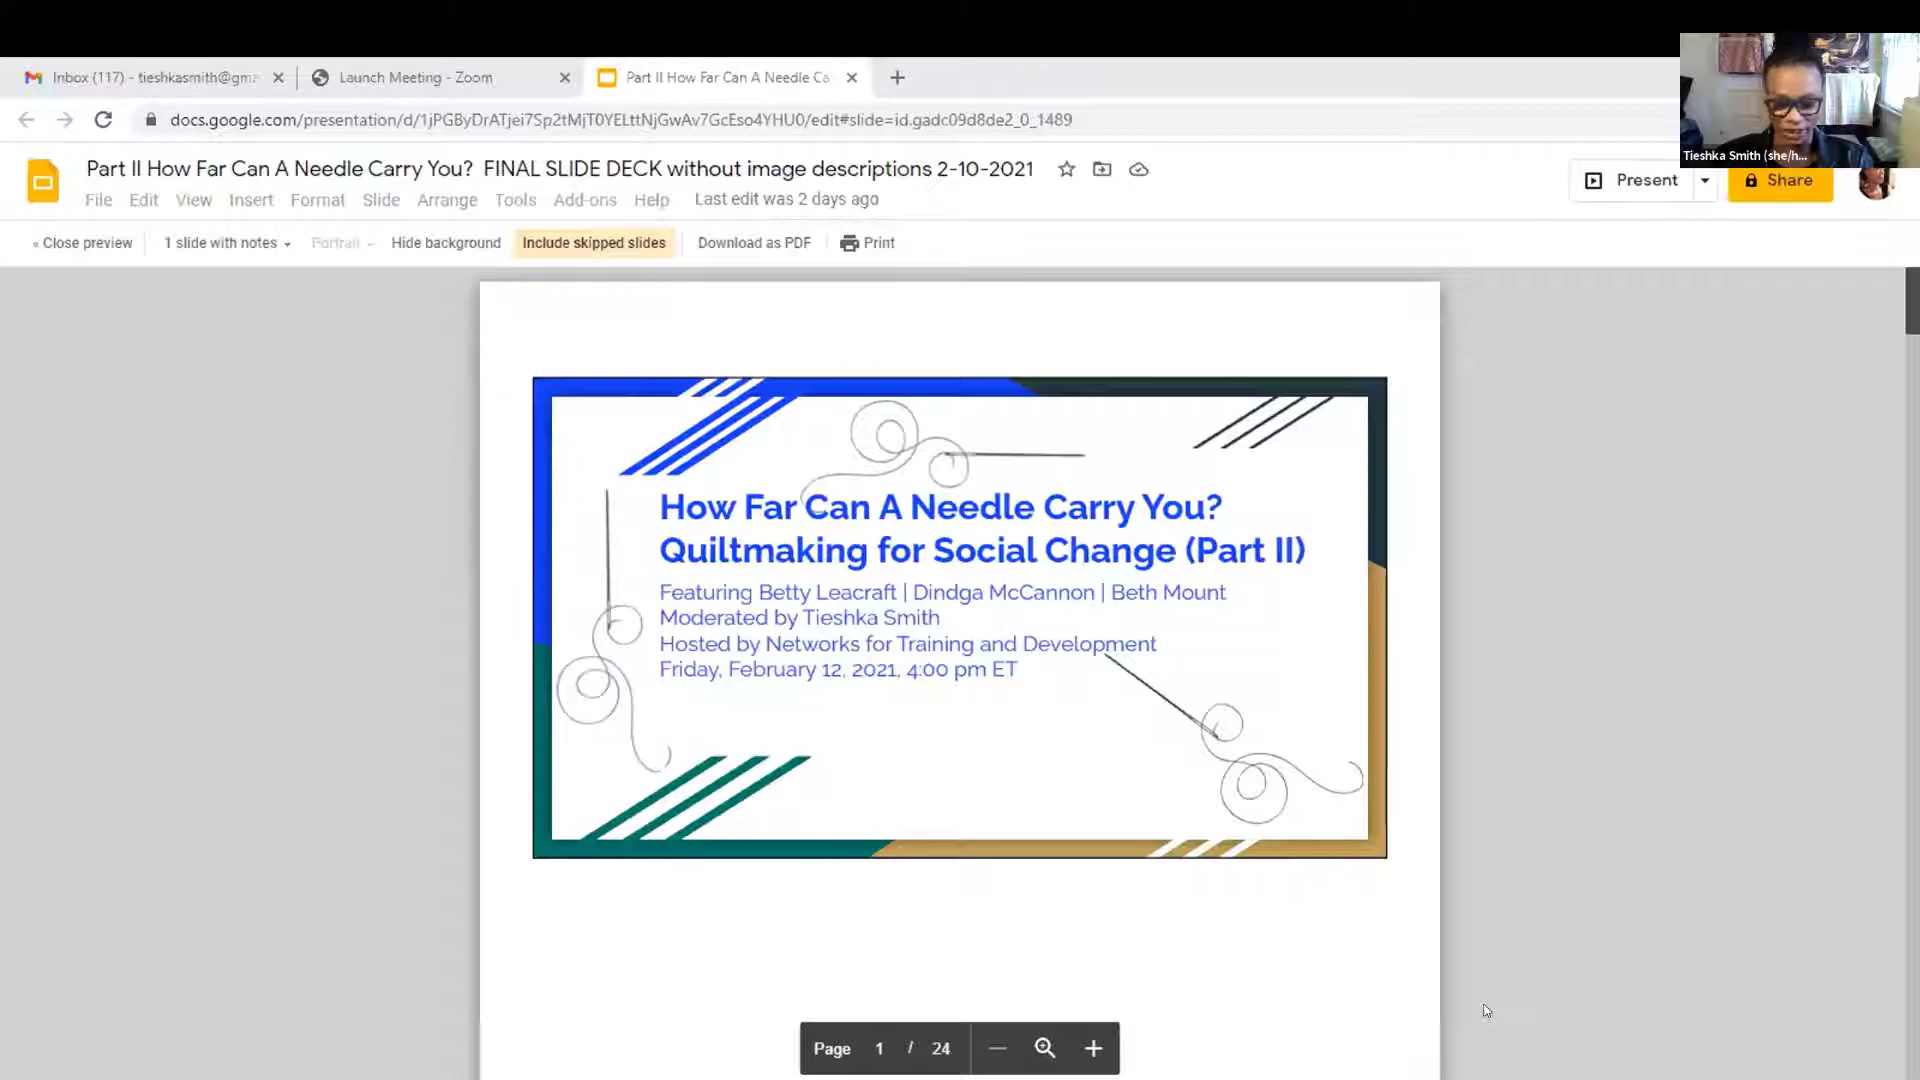 Inbox (117) - tieshkasmith@gma
Launch Meeting - Zoom
Part II How Far Can A Needle Ca
docs.google.com/presentation/d/1jPGByDrATjei7Sp2tMjT0YELttNjGwAv7GcEso4YHU0/edit#slide=id.gadc09d8de2_0_1489
Tieshka Smith (she/h...
Part II How Far Can A Needle Carry You? FINAL SLIDE DECK without image descriptions 2-10-2021
Present
Share
File Edit View Insert Format Slide Arrange Tools Add-ons Help Last edit was 2 days ago
« Close preview 1 slide with notes Portrait Hide background Include skipped slides Download as PDF Print
How Far Can A Needle Carry You?
Quiltmaking for Social Change (Part II)
Featuring Betty Leacraft | Dindga McCannon | Beth Mount
Moderated by Tieshka Smith
Hosted by Networks for Training and Development
Friday, February 12, 2021, 4:00 pm ET
Page 1 / 24